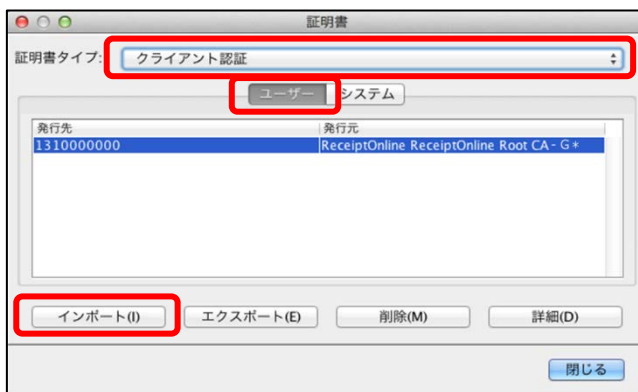 証明書
証明書タイプ: クライアント認証
ユーザー システム
発行先 発行元
1310000000 ReceiptOnline ReceiptOnline Root CA - G*
インポート(I) エクスポート(E) 削除(M) 詳細(D)
閉じる